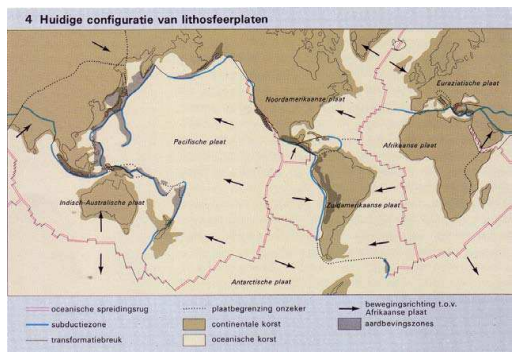 4 Huidige configuratie van lithosfeerplaten
Euraziatische plaat
Noordamerikaanse plaat
Pacifische plaat
Afrikaanse plaat
Indisch-Australische plaat
Zuidamerikaanse plaat
Antarctische plaat
oceanische spreidingsrug
subductiezone
transformatiebreuk
plaatbegrenzing onzeker
continentale korst
oceanische korst
bewegingsrichting t.o.v.
Afrikaanse plaat
aardbevingszones